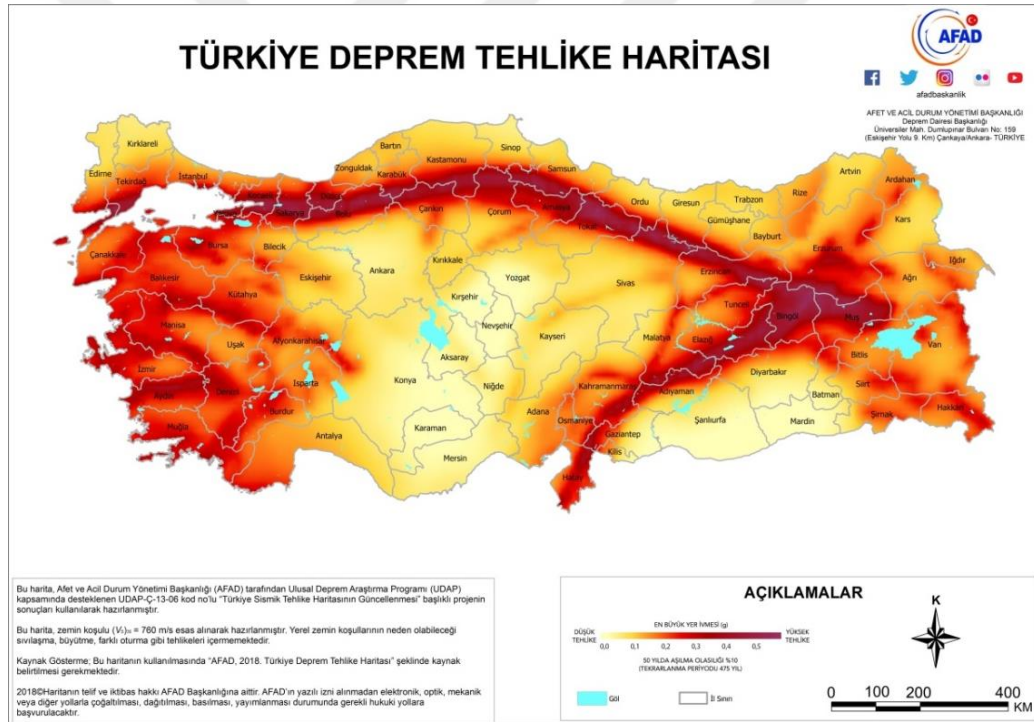 TÜRKİYE DEPREM TEHLİKE HARİTASI
AFAD
afadbaskanlik
AFET VE ACİL DURUM YÖNETİMİ BAŞKANLIĞI
Deprem Dairesi Başkanlığı
Üniversiler Mah. Dumlupınar Bulvarı No: 159
(Eskişehir Yolu 9. Km) Çankaya/Ankara- TÜRKİYE
Kırklareli
Edirne
Tekirdağ
İstanbul
Bartın
Zonguldak
Karabük
Kastamonu
Sinop
Samsun
Ordu
Giresun
Trabzon
Rize
Artvin
Ardahan
Kars
Gümüşhane
Bayburt
Erzurum
Iğdır
Ağrı
Çanakkale
Bursa
Bilecik
Sakarya
Bolu
Çankırı
Çorum
Amasya
Tokat
Balıkesir
Kütahya
Eskişehir
Ankara
Kırıkkale
Yozgat
Sivas
Erzincan
Tunceli
Bingöl
Muş
Van
Bitlis
Manisa
Uşak
Afyonkarahisar
Kırşehir
Nevşehir
Kayseri
Malatya
Elazığ
Diyarbakır
İzmir
Aydın
Denizli
Isparta
Konya
Aksaray
Niğde
Kahramanmaraş
Adıyaman
Batman
Siirt
Şırnak
Hakkari
Muğla
Burdur
Antalya
Karaman
Mersin
Adana
Osmaniye
Gaziantep
Kilis
Hatay
Şanlıurfa
Mardin
Bu harita, Afet ve Acil Durum Yönetimi Başkanlığı (AFAD) tarafından Ulusal Deprem Araştırma Programı (UDAP)
kapsamında desteklenen UDAP-Ç-13-06 kod no'lu "Türkiye Sismik Tehlike Haritasının Güncellenmesi" başlıklı projenin
sonuçları kullanılarak hazırlanmıştır.
Bu harita, zemin koşulu (Vs)30 = 760 m/s esas alınarak hazırlanmıştır. Yerel zemin koşullarının neden olabileceği
sıvılaşma, büyütme, farklı oturma gibi tehlikeleri içermemektedir.
Kaynak Gösterme; Bu haritanın kullanılmasında "AFAD, 2018. Türkiye Deprem Tehlike Haritası" şeklinde kaynak
belirtilmesi gerekmektedir.
2018©Haritanın telif ve iktibas hakkı AFAD Başkanlığına aittir. AFAD'ın yazılı izni alınmadan elektronik, optik, mekanik
veya diğer yollarla çoğaltılması, dağıtılması, basılması, yayımlanması durumunda gerekli hukuki yollara
başvurulacaktır.
AÇIKLAMALAR
EN BÜYÜK YER İVMESİ (g)
DÜŞÜK
TEHLİKE
0,0 0,1 0,2 0,3 0,4 0,5
YÜKSEK
TEHLİKE
50 YILDA AŞILMA OLASILIĞI %10
(TEKRARLANMA PERİYODU 475 YIL)
Göl
İl Sınırı
K
0 100 200 400
KM